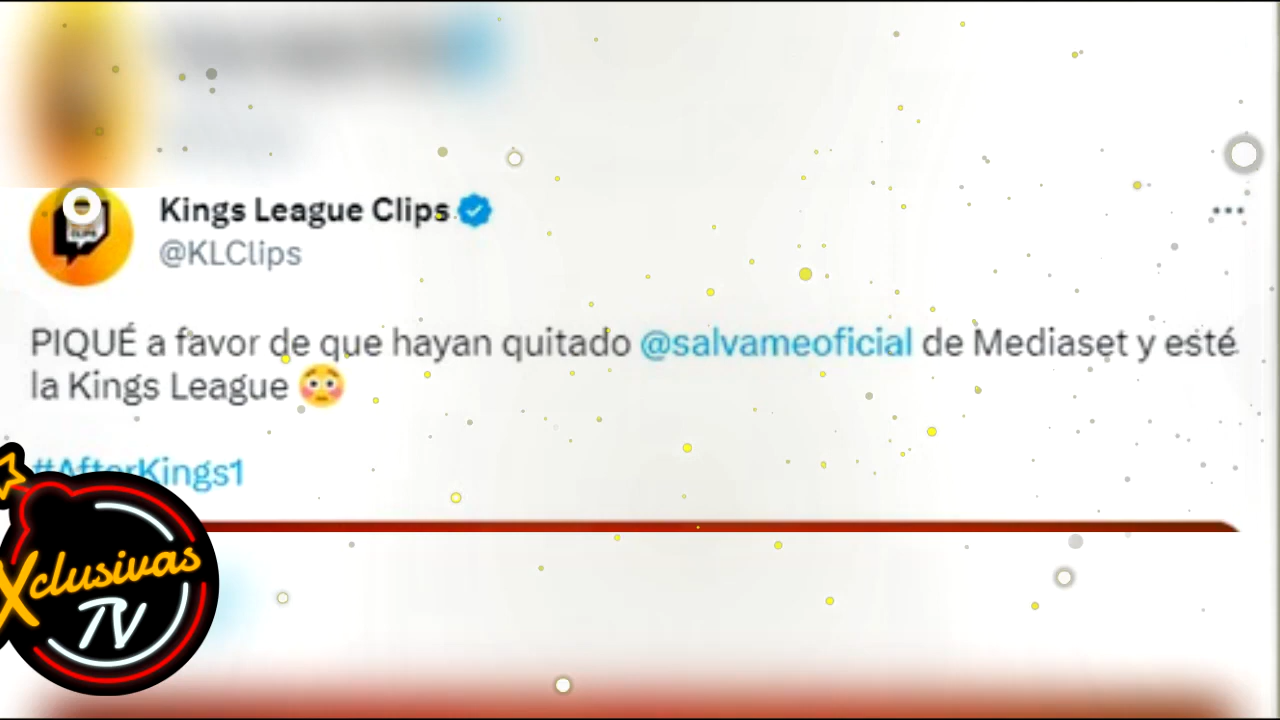 Kings League Clips
@KLClips
PIQUÉ a favor de que hayan quitado @salvameoficial de Mediaset y esté
la Kings League 😳
#AfterKings1
Xclusivas
TV